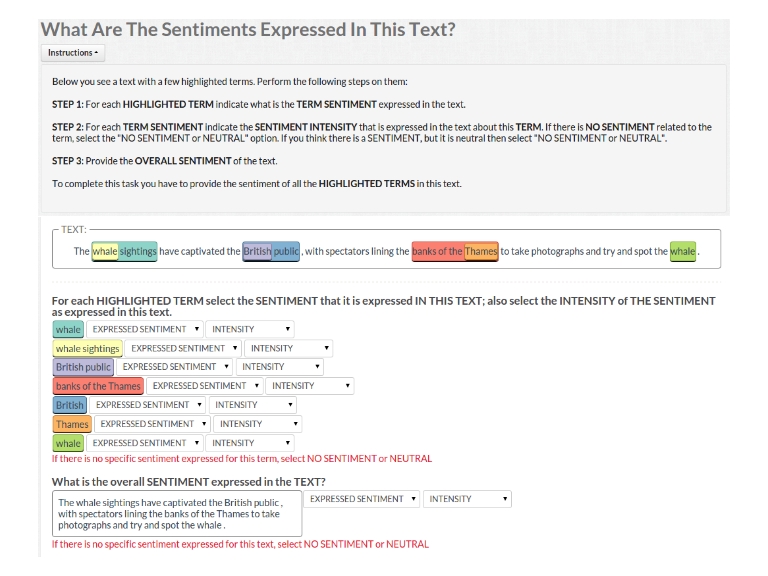 What Are The Sentiments Expressed In This Text?
Instructions
Below you see a text with a few highlighted terms. Perform the following steps on them:
STEP 1: For each HIGHLIGHTED TERM indicate what is the TERM SENTIMENT expressed in the text.
STEP 2: For each TERM SENTIMENT indicate the SENTIMENT INTENSITY that is expressed in the text about this TERM. If there is NO SENTIMENT related to the
term, select the "NO SENTIMENT or NEUTRAL" option. If you think there is a SENTIMENT, but it is neutral then select "NO SENTIMENT or NEUTRAL".
STEP 3: Provide the OVERALL SENTIMENT of the text.
To complete this task you have to provide the sentiment of all the HIGHLIGHTED TERMS in this text.
TEXT:
The whale sightings have captivated the British public , with spectators lining the banks of the Thames to take photographs and try and spot the whale .
For each HIGHLIGHTED TERM select the SENTIMENT that it is expressed IN THIS TEXT; also select the INTENSITY of THE SENTIMENT
as expressed in this text.
whale EXPRESSED SENTIMENT INTENSITY
whale sightings EXPRESSED SENTIMENT INTENSITY
British public EXPRESSED SENTIMENT INTENSITY
banks of the Thames EXPRESSED SENTIMENT INTENSITY
British EXPRESSED SENTIMENT INTENSITY
Thames EXPRESSED SENTIMENT INTENSITY
whale EXPRESSED SENTIMENT INTENSITY
If there is no specific sentiment expressed for this term, select NO SENTIMENT or NEUTRAL
What is the overall SENTIMENT expressed in the TEXT?
The whale sightings have captivated the British public , EXPRESSED SENTIMENT INTENSITY
with spectators lining the banks of the Thames to take
photographs and try and spot the whale .
If there is no specific sentiment expressed for this text, select NO SENTIMENT or NEUTRAL